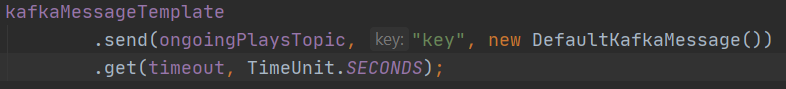 kafkaMessageTemplate
.send(ongoingPlaysTopic, key: "key", new DefaultKafkaMessage())
.get(timeout, TimeUnit.SECONDS);